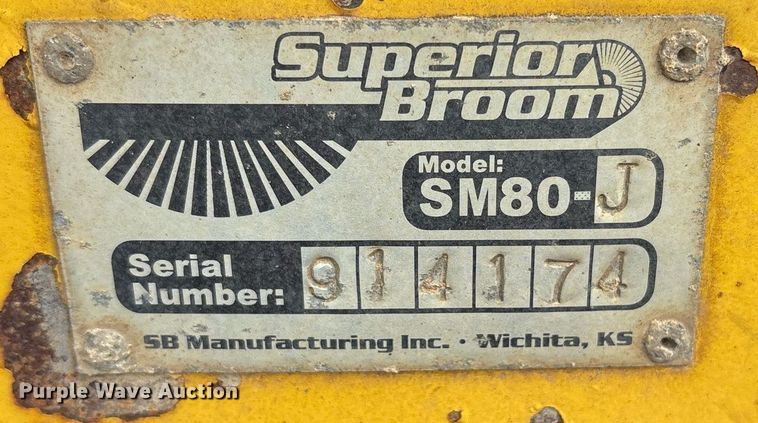 Superior
Broom
Model:
SM80-J
Serial
Number: 914174
SB Manufacturing Inc. · Wichita, KS
Purple Wave Auction